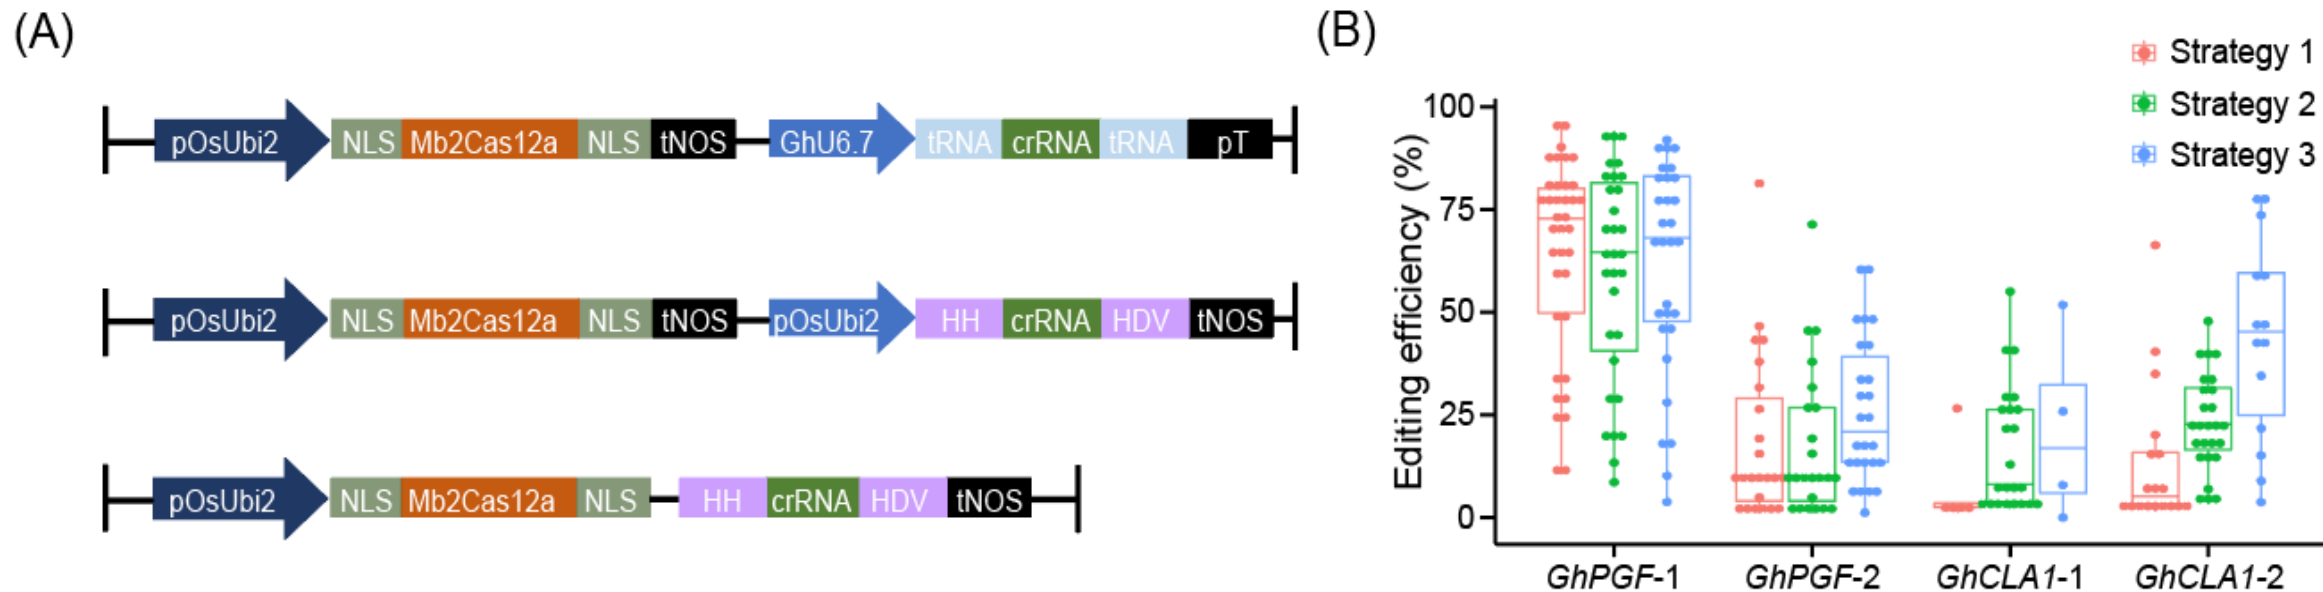 (A)
pOsUbi2 NLS Mb2Cas12a NLS tNOS GhU6.7 tRNA crRNA tRNA pT
pOsUbi2 NLS Mb2Cas12a NLS tNOS pOsUbi2 HH crRNA HDV tNOS
pOsUbi2 NLS Mb2Cas12a NLS HH crRNA HDV tNOS
(B)
Strategy 1
Strategy 2
Strategy 3
Editing efficiency (%)
100
75
50
25
0
GhPGF-1 GhPGF-2 GhCLA1-1 GhCLA1-2